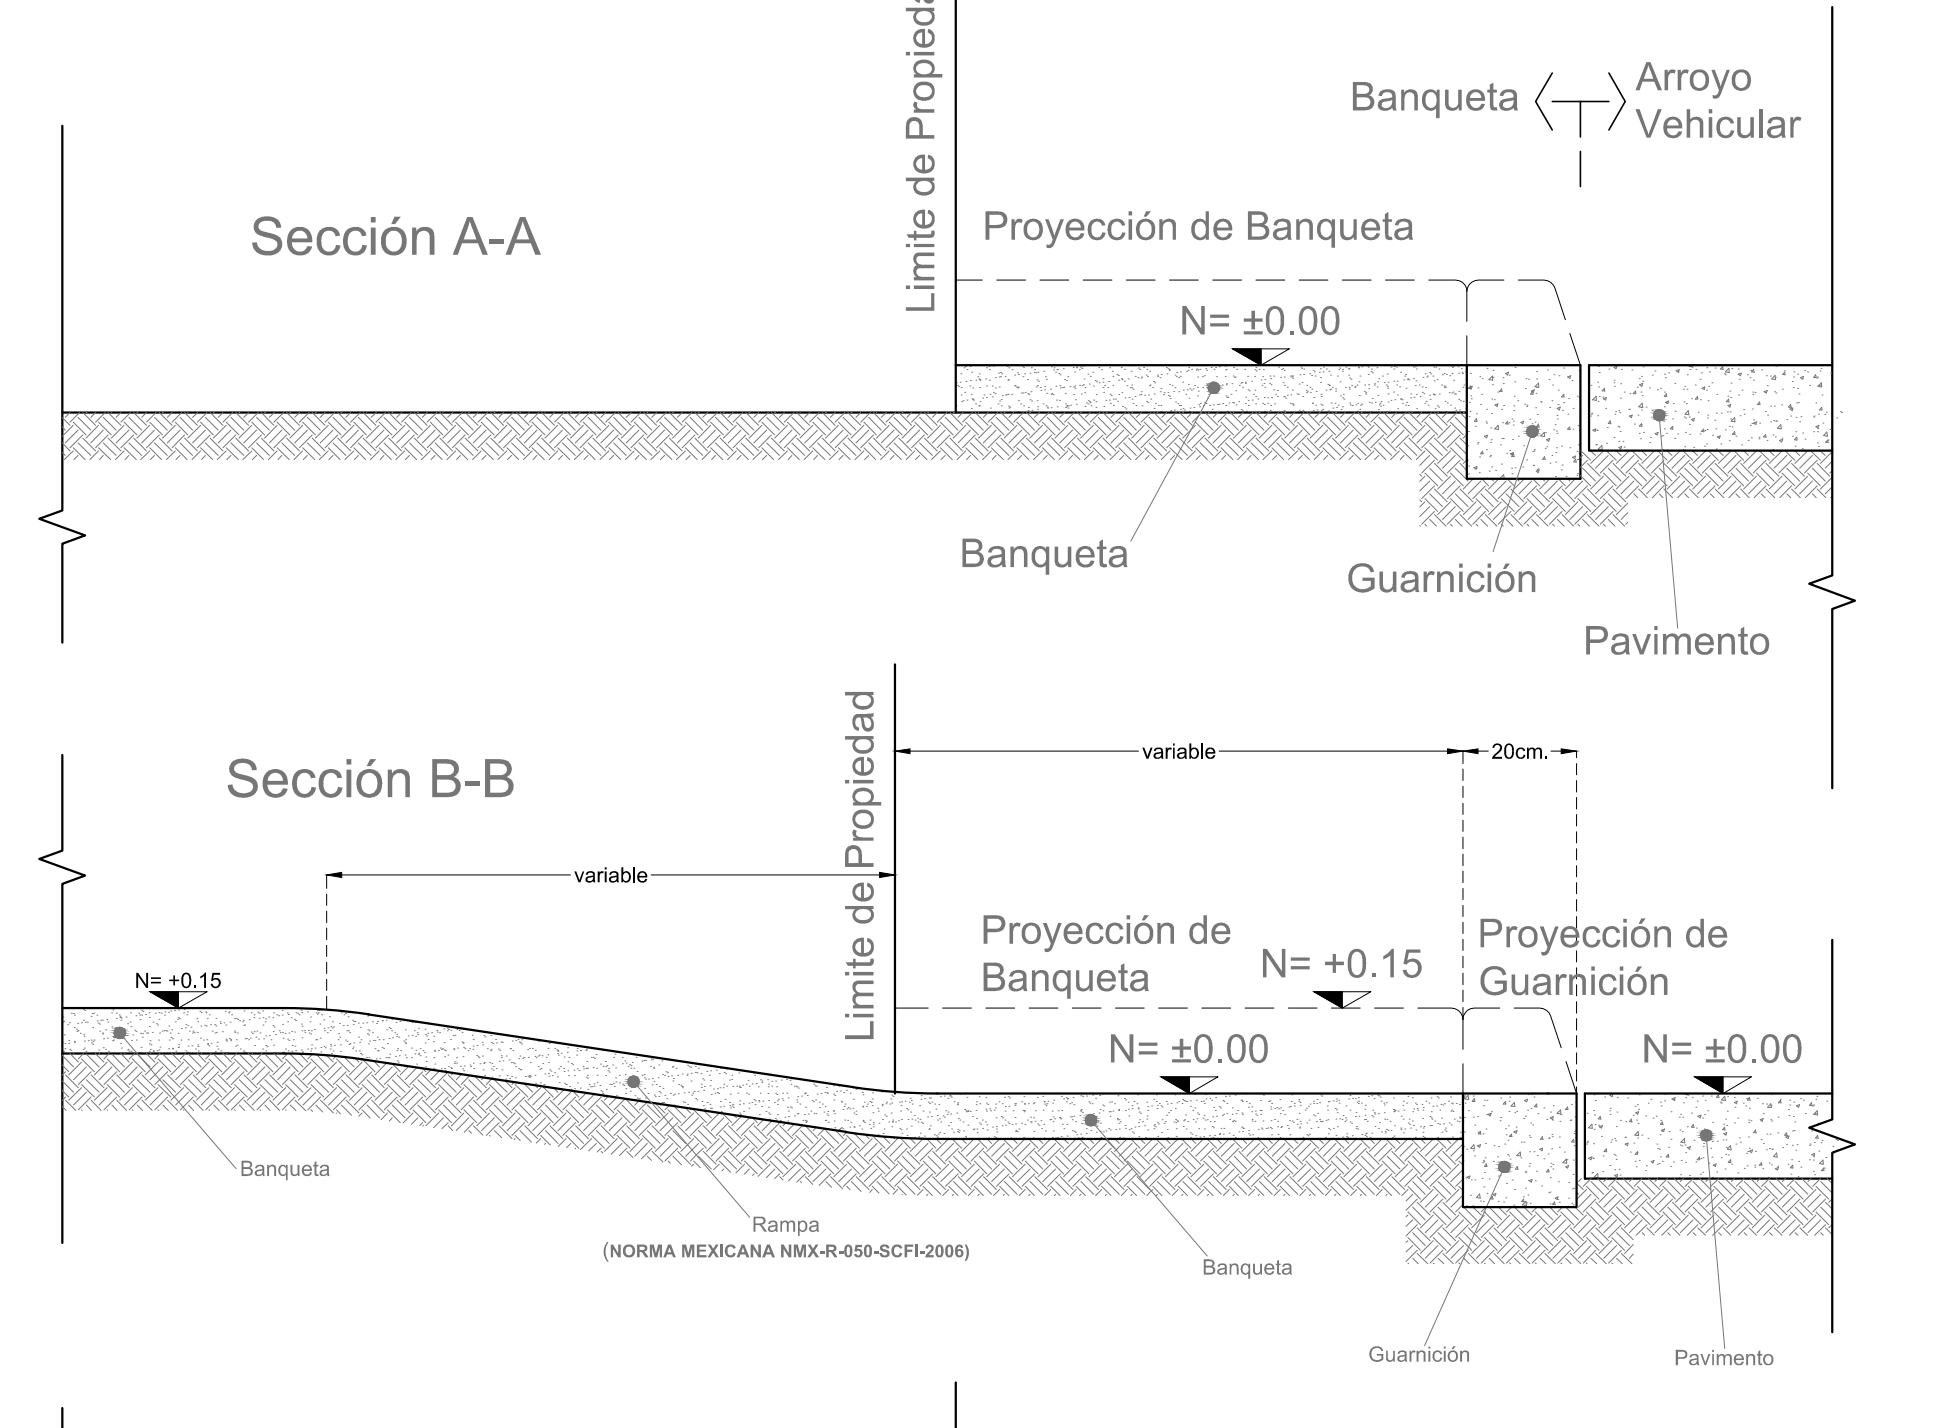 Limite de Propieda
Banqueta
Arroyo
Vehicular
Sección A-A
Proyección de Banqueta
N= ±0.00
Banqueta
Guarnición
Pavimento
Sección B-B
Limite de Propiedad
variable
20cm.
variable
Proyección de
Banqueta
N= +0.15
Proyección de
Guarnición
N= +0.15
N= ±0.00
N= ±0.00
Banqueta
Rampa
(NORMA MEXICANA NMX-R-050-SCFI-2006)
Banqueta
Guarnición
Pavimento